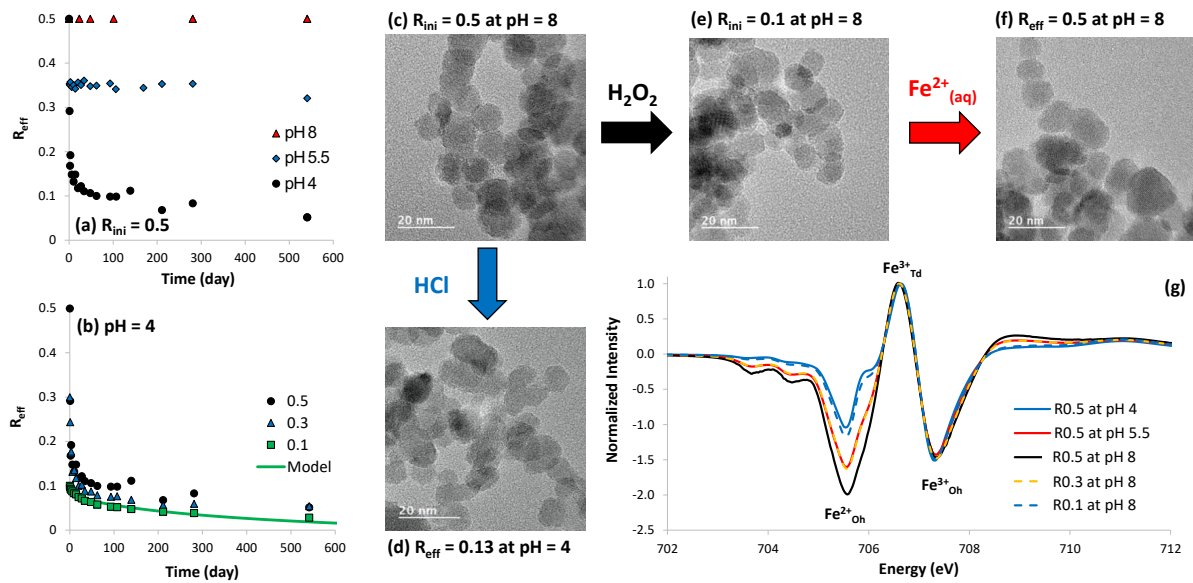 0.5
0.4
0.3
0.2
0.1
0
R_eff
pH 8
pH 5.5
pH 4
(a) R_ini = 0.5
0 100 200 300 400 500 600
Time (day)
0.5
0.4
0.3
0.2
0.1
0
R_eff
(b) pH = 4
0.5
0.3
0.1
Model
0 100 200 300 400 500 600
Time (day)
(c) R_ini = 0.5 at pH = 8
20 nm
H₂O₂
(e) R_ini = 0.1 at pH = 8
20 nm
Fe²⁺(aq)
(f) R_eff = 0.5 at pH = 8
20 nm
HCl
20 nm
(d) R_eff = 0.13 at pH = 4
(g)
Fe³⁺Td
1.0
0.5
0.0
-0.5
-1.0
-1.5
-2.0
-2.5
Normalized Intensity
Fe²⁺Oh
Fe³⁺Oh
R0.5 at pH 4
R0.5 at pH 5.5
R0.5 at pH 8
R0.3 at pH 8
R0.1 at pH 8
702 704 706 708 710 712
Energy (eV)